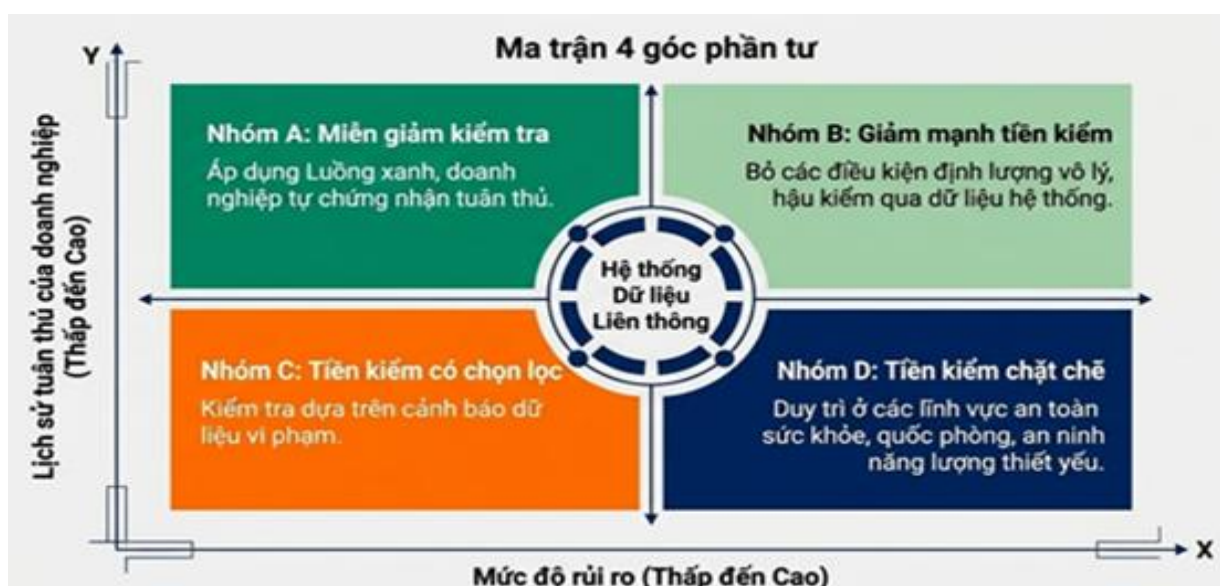 Ma trận 4 góc phần tư
Y
Lịch sử tuân thủ của doanh nghiệp
(Thấp đến Cao)
Nhóm A: Miễn giảm kiểm tra
Áp dụng Luồng xanh, doanh
nghiệp tự chứng nhận tuân thủ.
Nhóm B: Giảm mạnh tiền kiểm
Bỏ các điều kiện định lượng vô lý,
hậu kiểm qua dữ liệu hệ thống.
Hệ thống
Dữ liệu
Liên thông
Nhóm C: Tiền kiểm có chọn lọc
Kiểm tra dựa trên cảnh báo dữ
liệu vi phạm.
Nhóm D: Tiền kiểm chặt chẽ
Duy trì ở các lĩnh vực an toàn
sức khỏe, quốc phòng, an ninh
năng lượng thiết yếu.
X
Mức độ rủi ro (Thấp đến Cao)